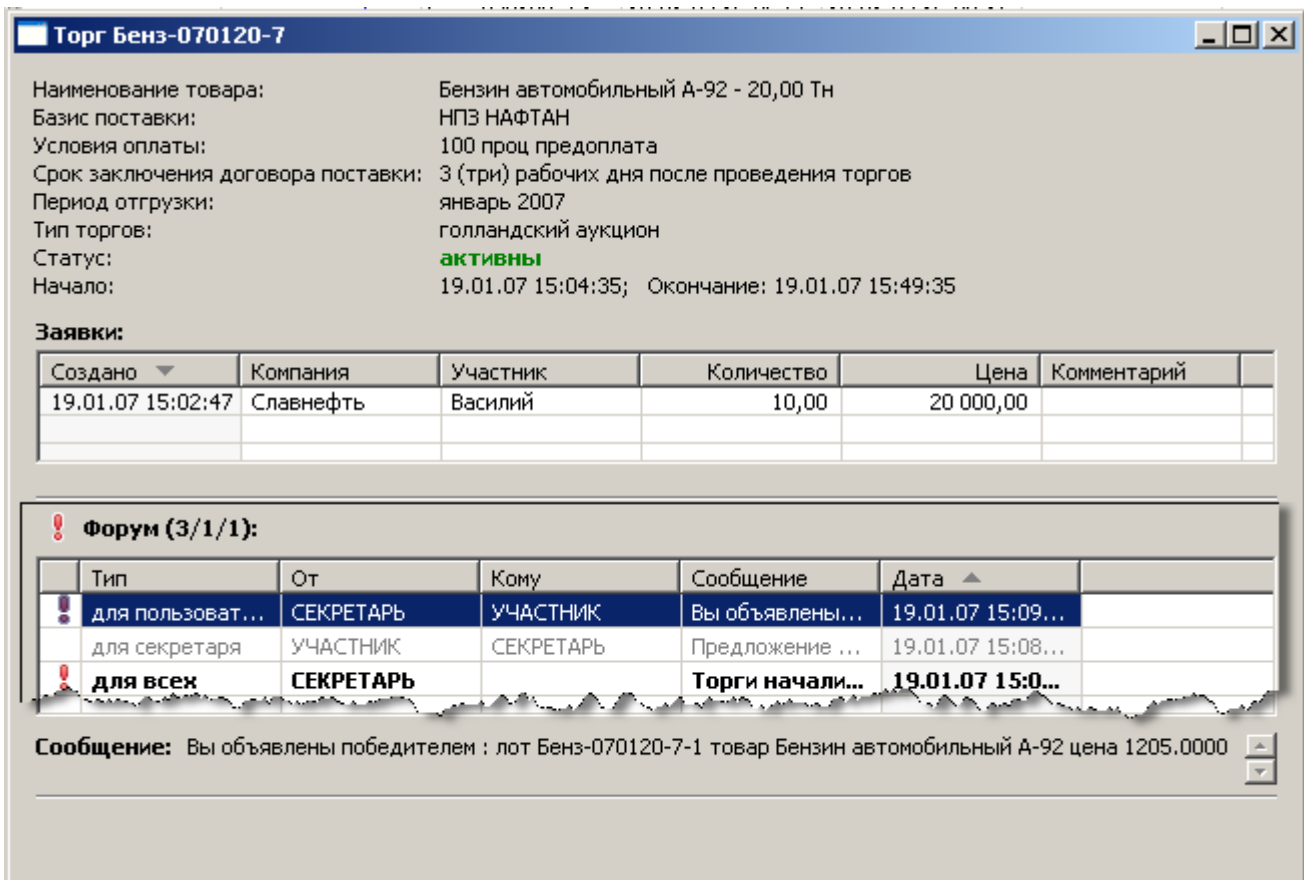 Торг Бенз-070120-7
Наименование товара: Бензин автомобильный А-92 - 20,00 Тн
Базис поставки: НПЗ НАФТАН
Условия оплаты: 100 проц предоплата
Срок заключения договора поставки: 3 (три) рабочих дня после проведения торгов
Период отгрузки: январь 2007
Тип торгов: голландский аукцион
Статус: активны
Начало: 19.01.07 15:04:35; Окончание: 19.01.07 15:49:35
Заявки:
Создано Компания Участник Количество Цена Комментарий
19.01.07 15:02:47 Славнефть Василий 10,00 20 000,00
Форум (3/1/1):
Тип От Кому Сообщение Дата
для пользоват... СЕКРЕТАРЬ УЧАСТНИК Вы объявлены... 19.01.07 15:09...
для секретаря УЧАСТНИК СЕКРЕТАРЬ Предложение ... 19.01.07 15:08...
для всех СЕКРЕТАРЬ Торги начали... 19.01.07 15:0...
Сообщение: Вы объявлены победителем : лот Бенз-070120-7-1 товар Бензин автомобильный А-92 цена 1205.0000